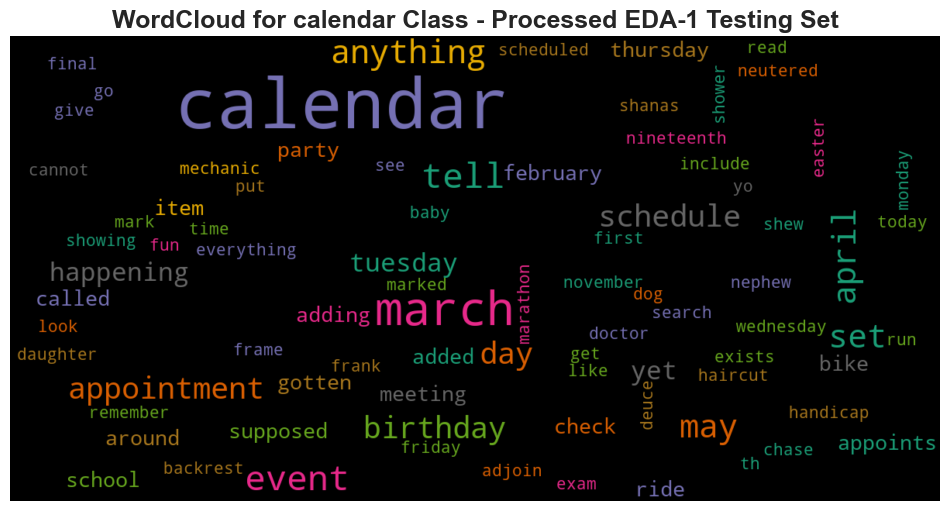 WordCloud for calendar Class - Processed EDA-1 Testing Set
anything
scheduled
thursday
read
final
neutered
go
calendar
shower
give
shanas
nineteenth
easter
party
cannot
mechanic
see
tell
february
include
monday
put
yo
item
baby
schedule
mark
time
shew
april
today
showing
fun
everything
first
happening
tuesday
marked
november
nephew
called
dog
march
marathon
adding
search
look
doctor
wednesday
set
run
daughter
frame
added
day
get
exists
frank
like
yet
haircut
bike
appointment
gotten
meeting
deuce
remember
handicap
around
supposed
birthday
check
may
friday
chase
appoints
school
backrest
event
adjoin
th
exam
ride